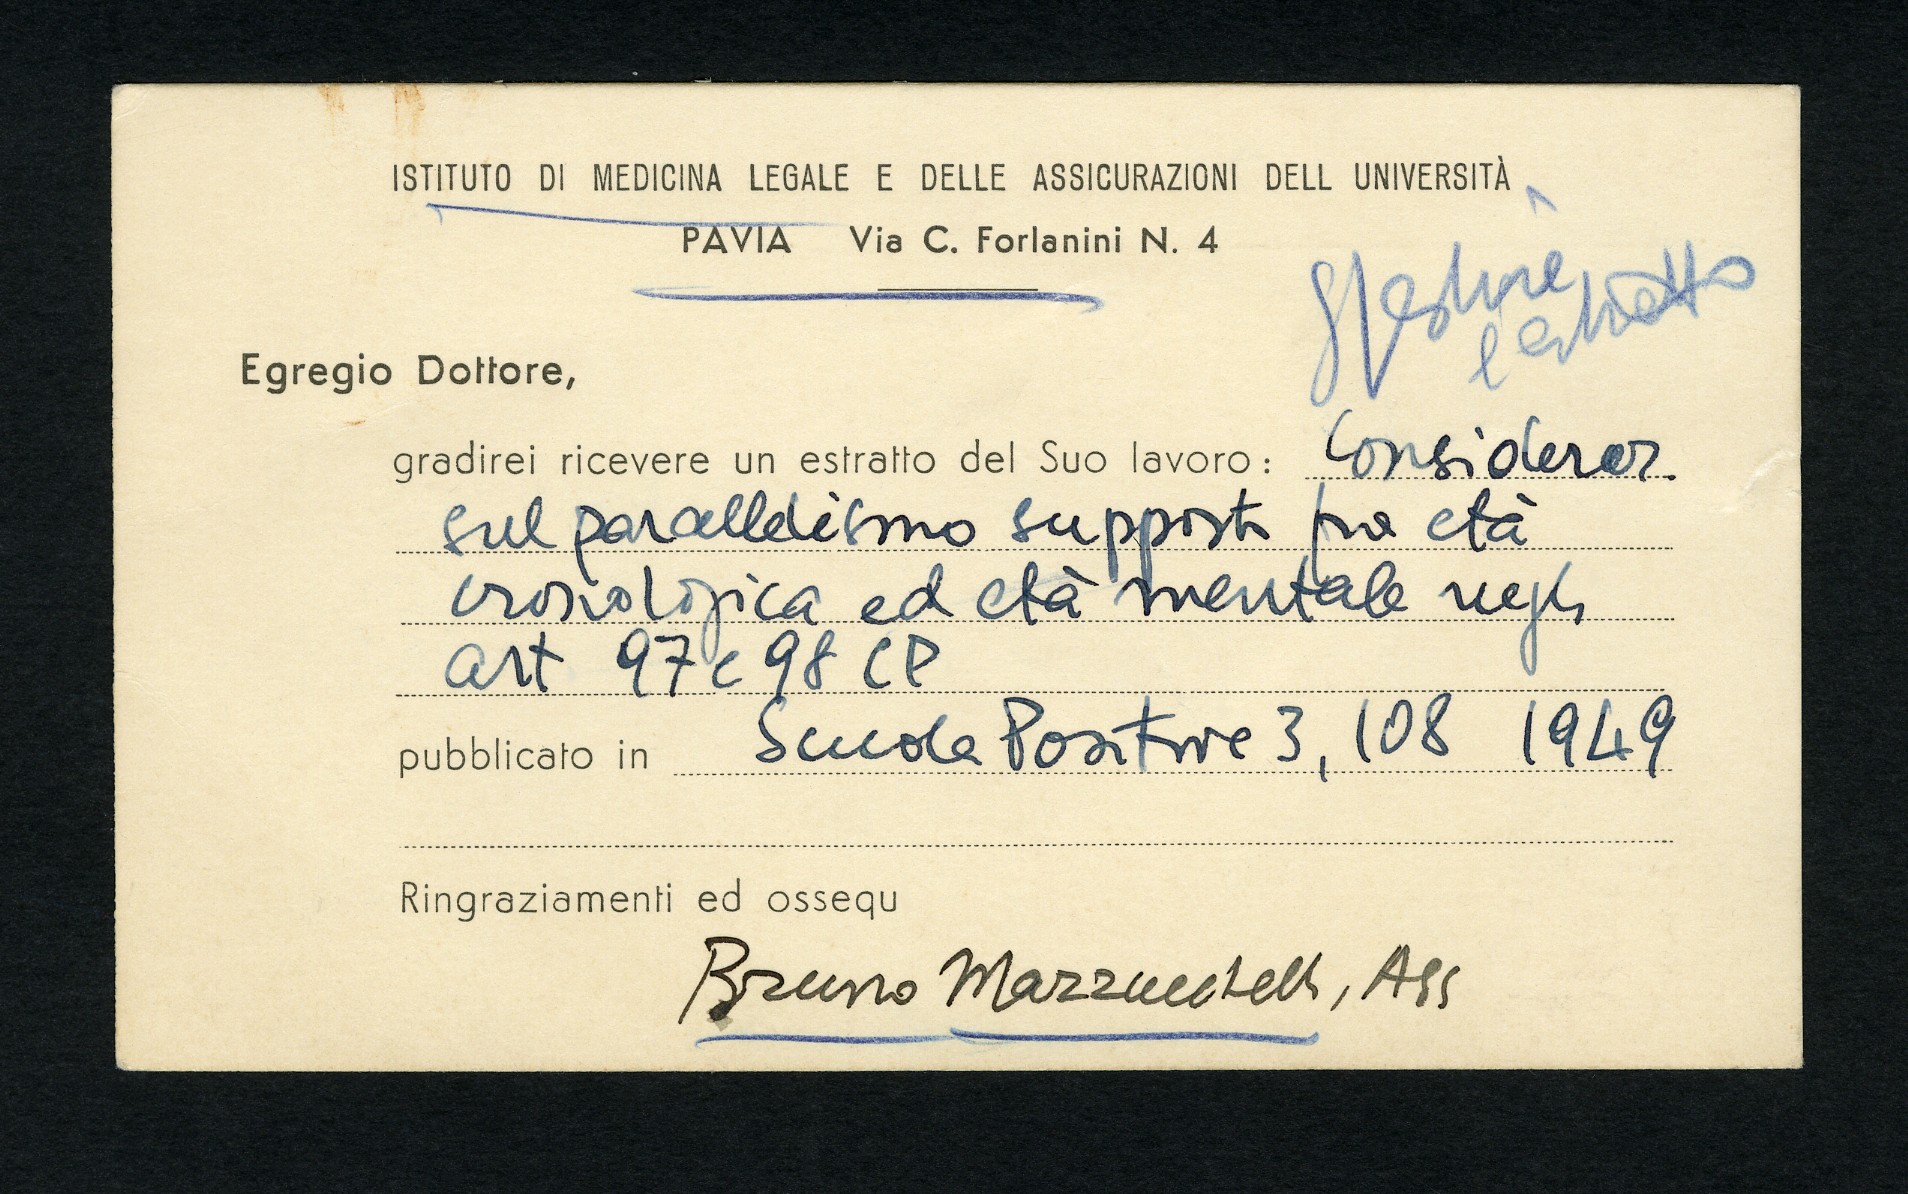 ISTITUTO DI MEDICINA LEGALE E DELLE ASSICURAZIONI DELL UNIVERSITÀ
PAVIA Via C. Forlanini N. 4
Spedire
estratto
Egregio Dottore,
gradirei ricevere un estratto del Suo lavoro: Consideraz.
sul parallelismo supposto fra età
cronologica ed età mentale negli
art 97 e 98 CP
pubblicato in Scuola Positiva 3, 108 1949
Ringraziamenti ed ossequ
Bruno Mazzucchelli, Ass